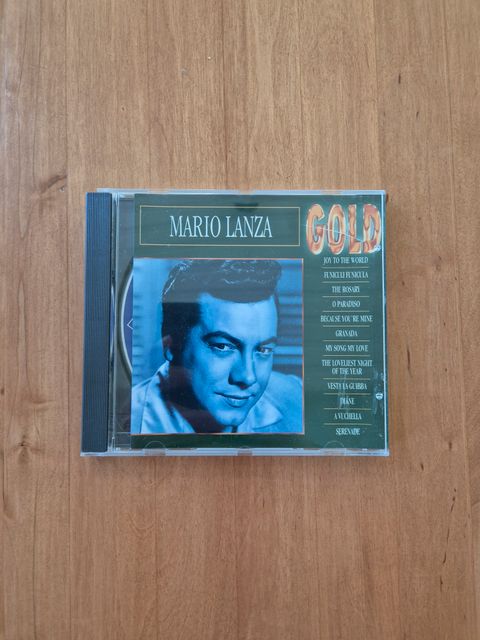 MARIO LANZA
GOLD
JOY TO THE WORLD
FUNICULI FUNICULA
THE ROSARY
O PARADISO
BECAUSE YOU'RE MINE
GRANADA
MY SONG MY LOVE
THE LOVELIEST NIGHT
OF THE YEAR
VESTI LA GUIBBA
DIANE
A VUCHELLA
SERENADE